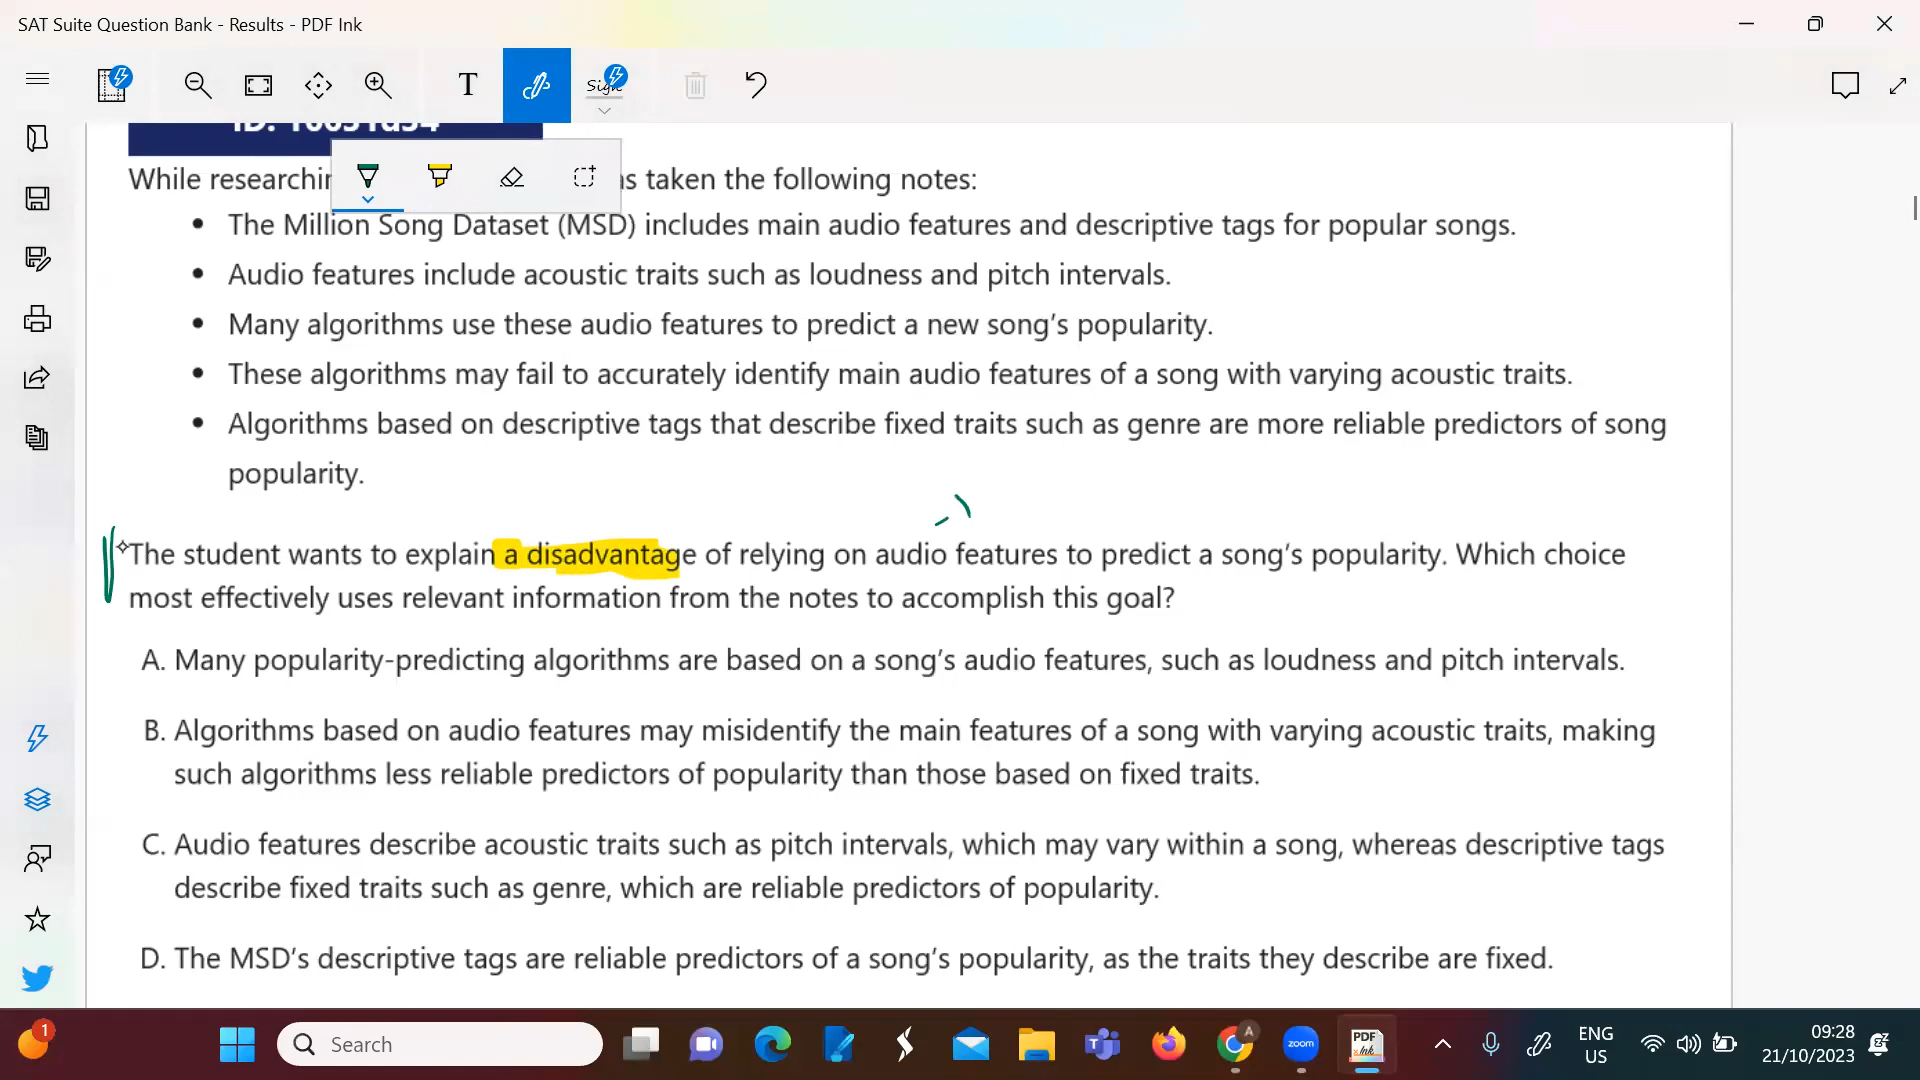 SAT Suite Question Bank - Results - PDF Ink
T
Sign
While researchin
s taken the following notes:
• The Million Song Dataset (MSD) includes main audio features and descriptive tags for popular songs.
• Audio features include acoustic traits such as loudness and pitch intervals.
• Many algorithms use these audio features to predict a new song's popularity.
• These algorithms may fail to accurately identify main audio features of a song with varying acoustic traits.
• Algorithms based on descriptive tags that describe fixed traits such as genre are more reliable predictors of song
popularity.
The student wants to explain a disadvantage of relying on audio features to predict a song's popularity. Which choice
most effectively uses relevant information from the notes to accomplish this goal?
A. Many popularity-predicting algorithms are based on a song's audio features, such as loudness and pitch intervals.
B. Algorithms based on audio features may misidentify the main features of a song with varying acoustic traits, making
such algorithms less reliable predictors of popularity than those based on fixed traits.
C. Audio features describe acoustic traits such as pitch intervals, which may vary within a song, whereas descriptive tags
describe fixed traits such as genre, which are reliable predictors of popularity.
D. The MSD's descriptive tags are reliable predictors of a song's popularity, as the traits they describe are fixed.
1
Search
A
zoom
PDF
Ink
ENG
US
09:28
21/10/2023